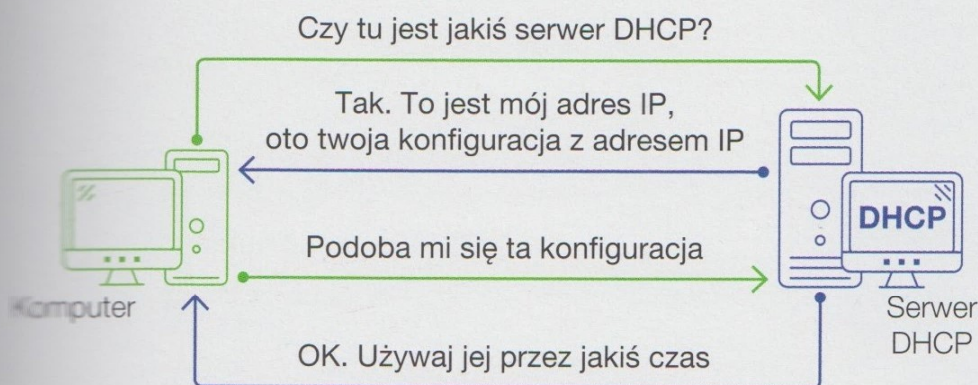 Czy tu jest jakiś serwer DHCP?
Tak. To jest mój adres IP,
oto twoja konfiguracja z adresem IP
DHCP
Podoba mi się ta konfiguracja
Komputer
Serwer
DHCP
OK. Używaj jej przez jakiś czas